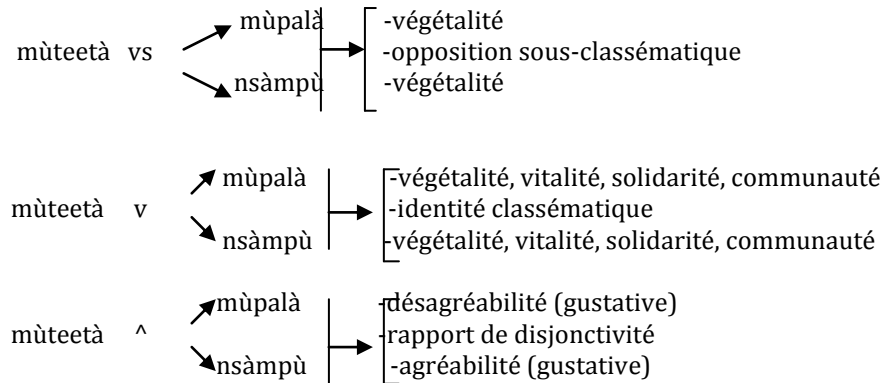 mùpalà -végétalité
mùteetà vs -opposition sous-classématique
nsàmpù -végétalité
mùpalà -végétalité, vitalité, solidarité, communauté
mùteetà v -identité classématique
nsàmpù -végétalité, vitalité, solidarité, communauté
mùpalà -désagréabilité (gustative)
mùteetà ^ -rapport de disjonctivité
nsàmpù -agréabilité (gustative)